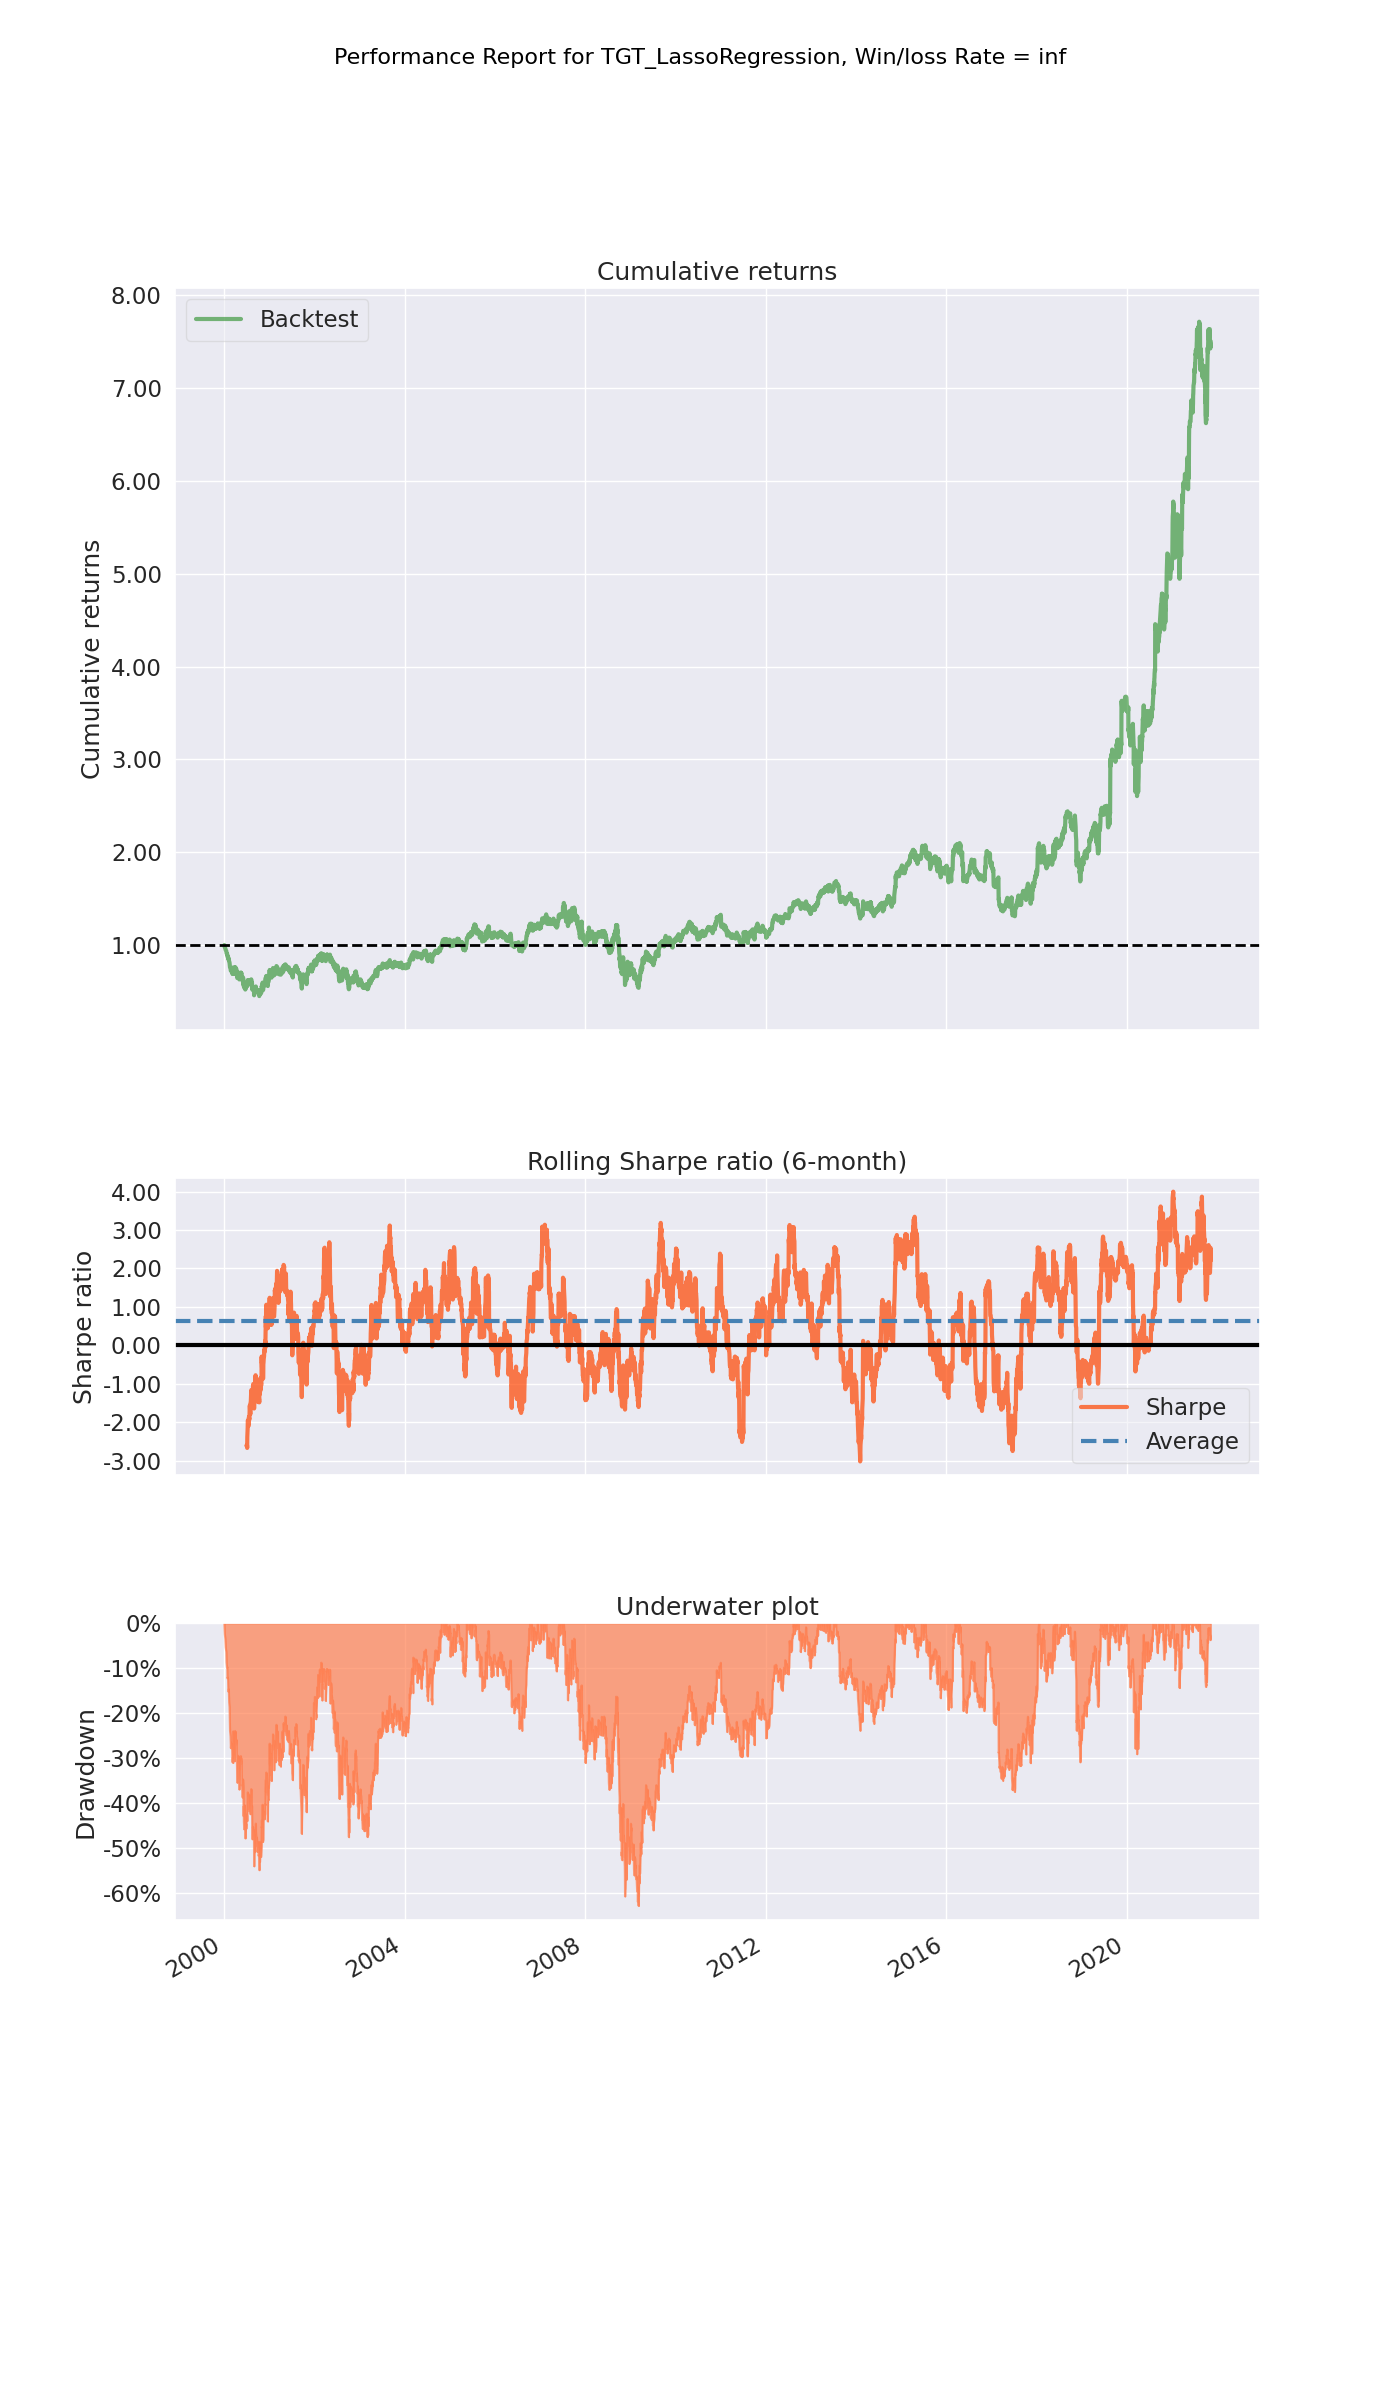 Performance Report for TGT_LassoRegression, Win/loss Rate = inf
Cumulative returns
8.00
7.00
6.00
5.00
4.00
3.00
2.00
1.00
Cumulative returns
Backtest
Rolling Sharpe ratio (6-month)
4.00
3.00
2.00
1.00
0.00
-1.00
-2.00
-3.00
Sharpe ratio
Sharpe
Average
Underwater plot
0%
-10%
-20%
-30%
-40%
-50%
-60%
Drawdown
2000
2004
2008
2012
2016
2020